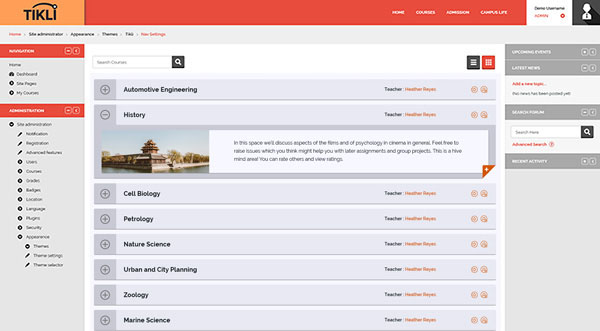 TIKLI
HOME COURSES ADMISSION CAMPUS LIFE
Demo Username
ADMIN
Home Site administrator Appearance Themes Tikli Nav Settings
NAVIGATION
Home
Dashboard
Site Pages
My Courses
ADMINISTRATION
Site administration
Notification
Registration
Advanced features
Users
Courses
Grades
Badges
Location
Language
Plugins
Security
Appearance
Themes
Theme settings
Theme selector
Search Courses
Automotive Engineering Teacher : Heather Reyes
History Teacher : Heather Reyes
In this space we'll discuss aspects of the films and of psychology in cinema in general. Feel free to
raise issues which you think might help you with later assignments and group projects. This is a hive
mind area! You can rate others and view ratings.
Cell Biology Teacher : Heather Reyes
Petrology Teacher : Heather Reyes
Nature Science Teacher : Heather Reyes
Urban and City Planning Teacher : Heather Reyes
Zoology Teacher : Heather Reyes
Marine Science Teacher : Heather Reyes
UPCOMING EVENTS
LATEST NEWS
Add a new topic...
(no news has been posted yet)
SEARCH FORUM
Search Here
Advanced Search
RECENT ACTIVITY